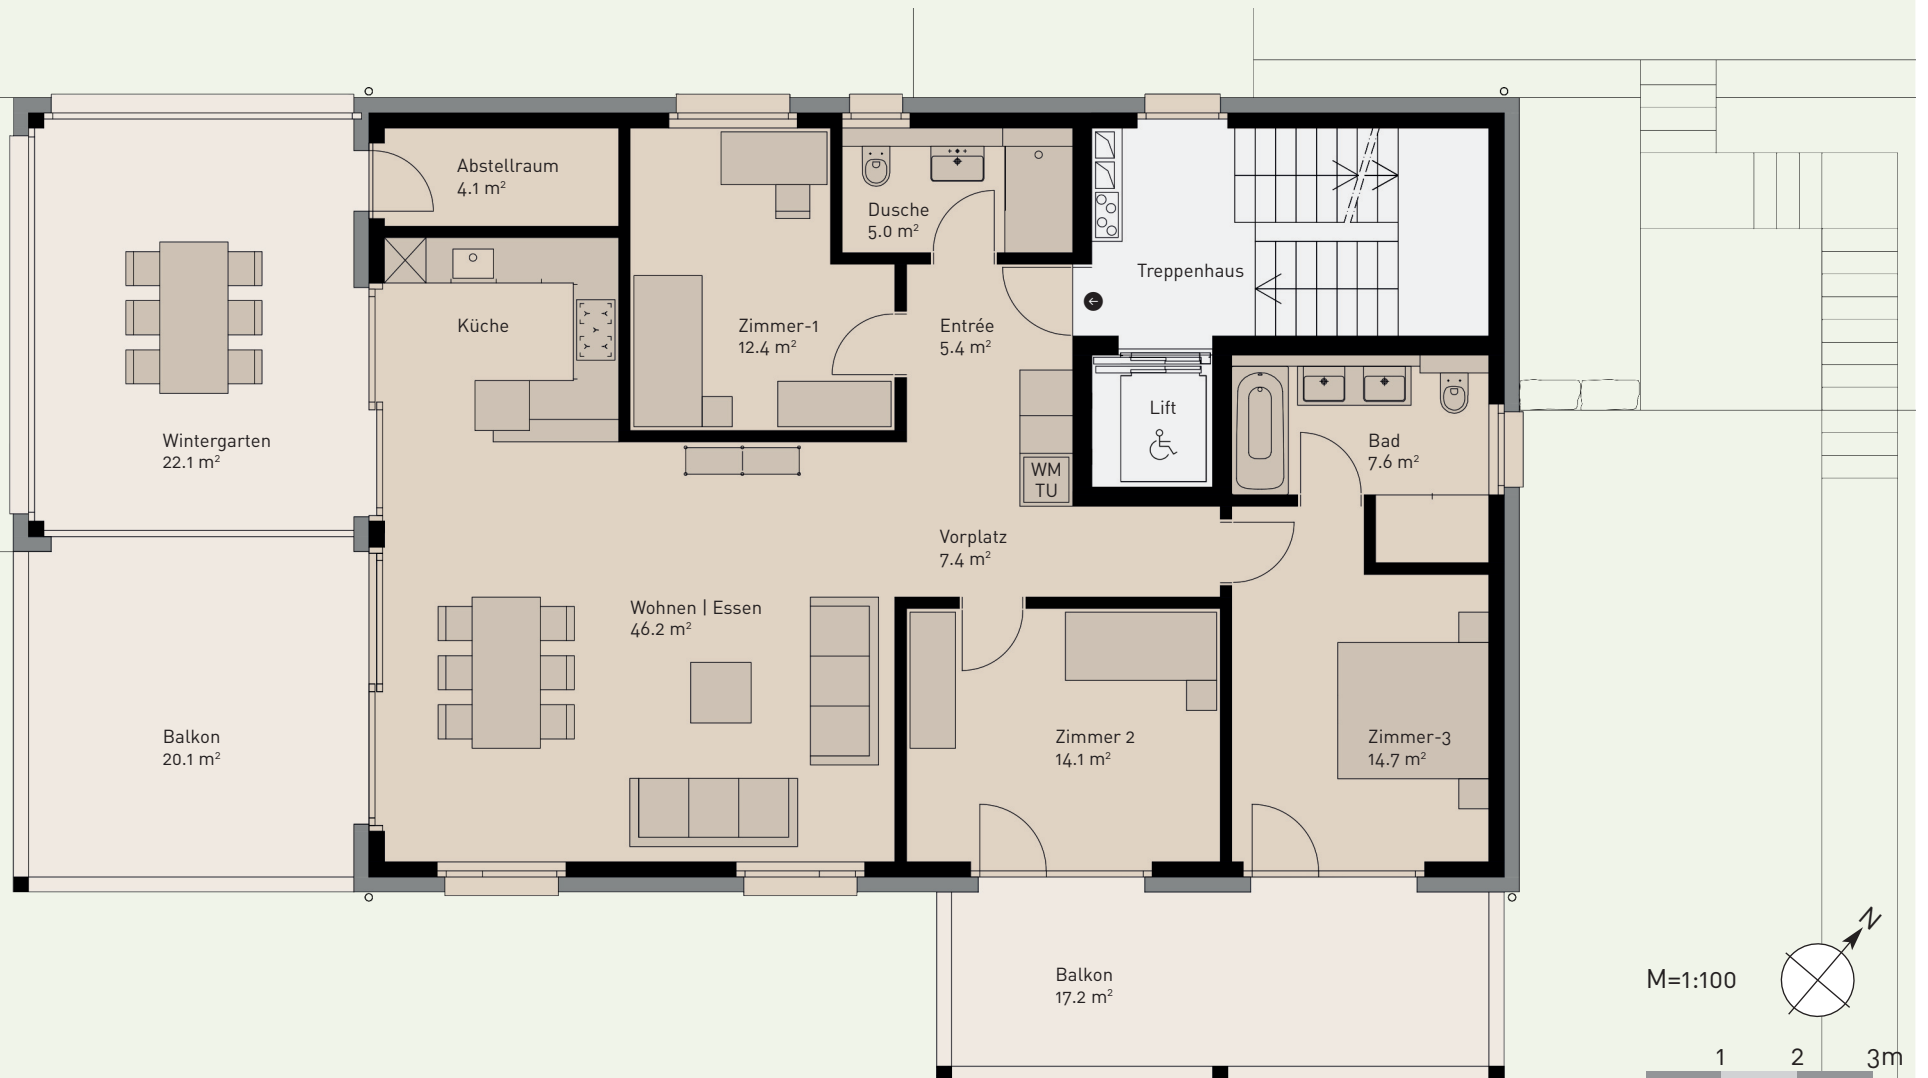 Abstellraum
4.1 m²
Dusche
5.0 m²
Treppenhaus
Küche
Zimmer-1
12.4 m²
Entrée
5.4 m²
Lift
Wintergarten
22.1 m²
Bad
7.6 m²
WM
TU
Vorplatz
7.4 m²
Wohnen | Essen
46.2 m²
Balkon
20.1 m²
Zimmer 2
14.1 m²
Zimmer-3
14.7 m²
Balkon
17.2 m²
N
M=1:100
1 2 3m